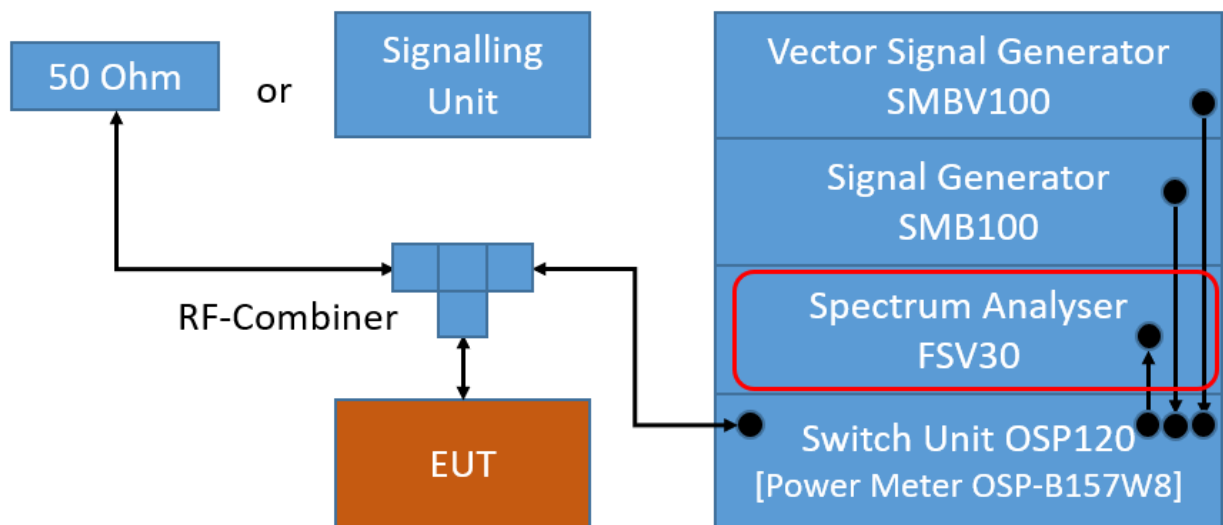 50 Ohm
or
Signalling
Unit
Vector Signal Generator
SMBV100
Signal Generator
SMB100
RF-Combiner
Spectrum Analyser
FSV30
EUT
Switch Unit OSP120
[Power Meter OSP-B157W8]